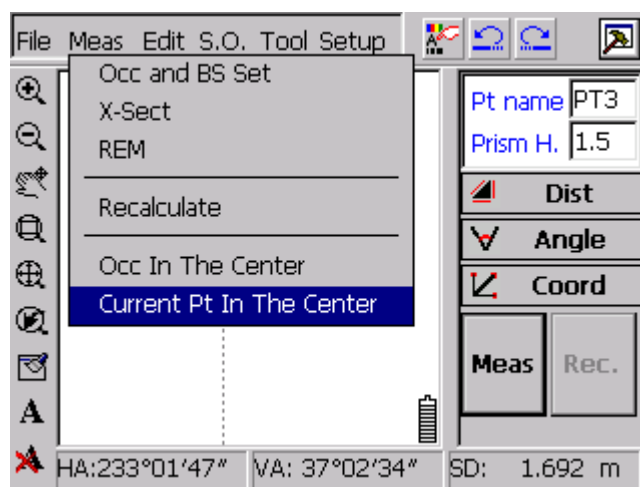 File Meas Edit S.O. Tool Setup
Occ and BS Set
X-Sect
REM
Recalculate
Occ In The Center
Current Pt In The Center
Pt name PT3
Prism H. 1.5
Dist
Angle
Coord
Meas Rec.
A
A
HA:233°01'47" VA: 37°02'34" SD: 1.692 m